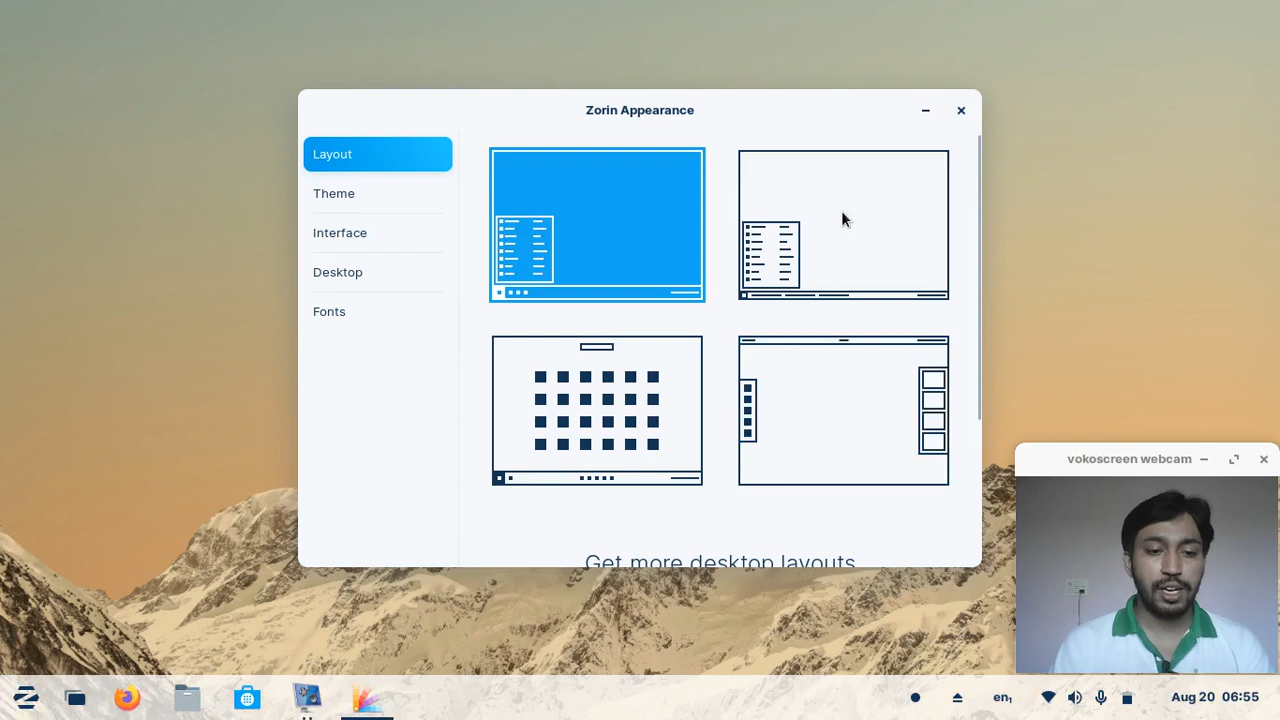 Zorin Appearance
Layout
Theme
Interface
Desktop
Fonts
Get more desktop layouts
vokoscreen webcam
en₁
Aug 20 06:55